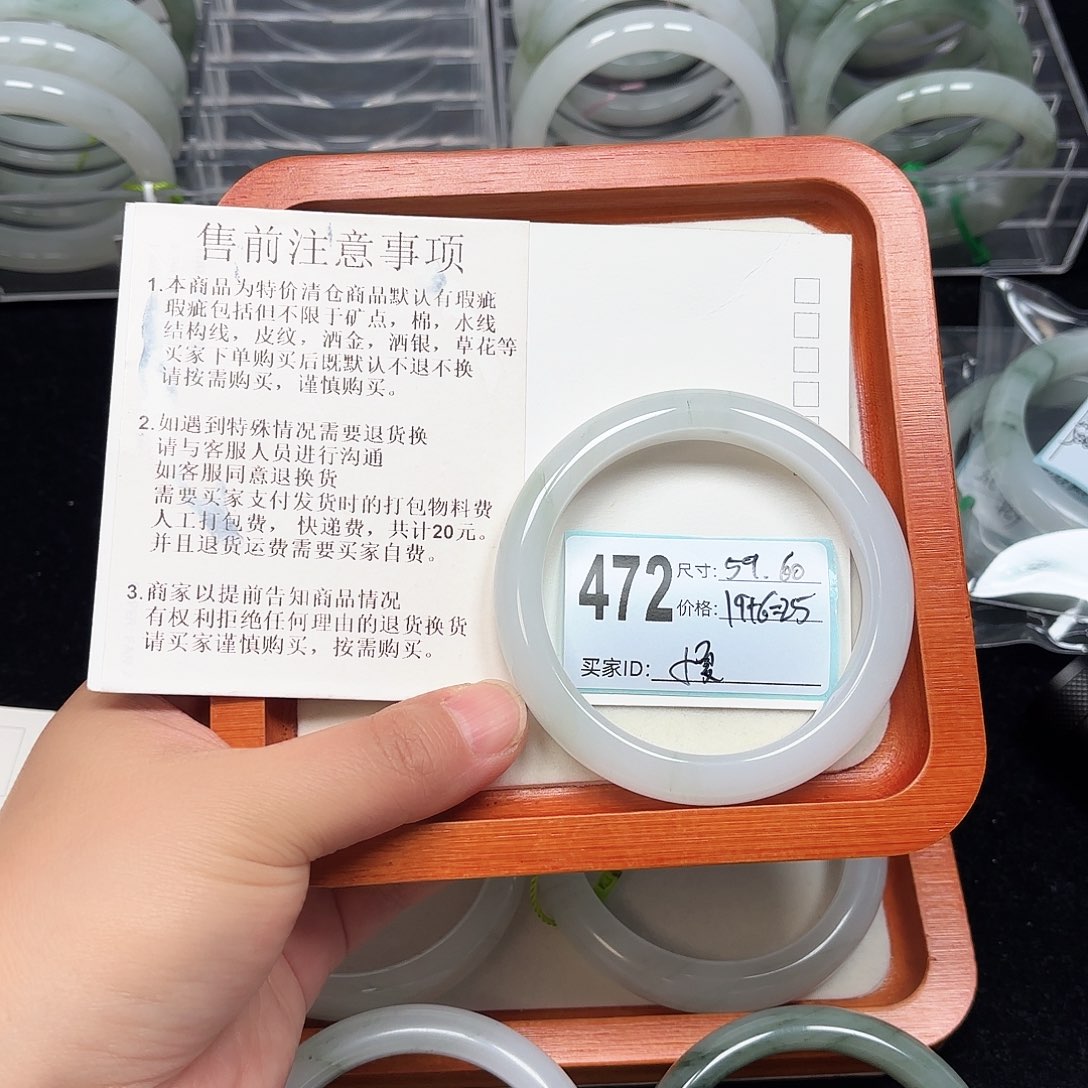 售前注意事项
1.本商品为特价清仓商品默认有瑕疵
瑕疵包括但不限于矿点，棉，水线
结构线，皮纹，洒金，洒银，草花等
买家下单购买后既默认不退不换
请按需购买，谨慎购买。
2.如遇到特殊情况需要退货换
请与客服人员进行沟通
如客服同意退换货
需要买家支付发货时的打包物料费
人工打包费，快递费，共计20元。
并且退货运费需要买家自费。
3.商家以提前告知商品情况
有权利拒绝任何理由的退货换货
请买家谨慎购买，按需购买。
472
尺寸：59.60
价格：19+6=25
买家ID：